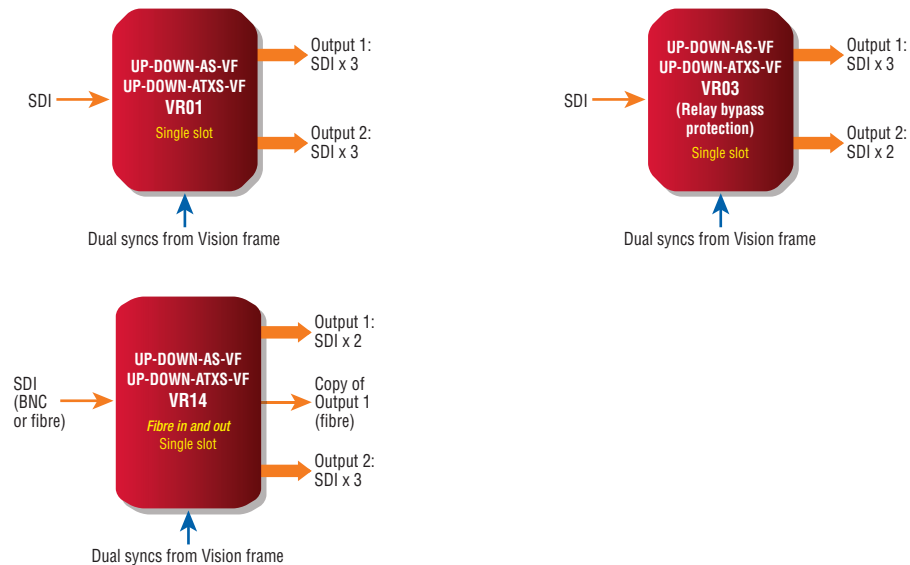 SDI
UP-DOWN-AS-VF
UP-DOWN-ATXS-VF
VR01
Single slot
Output 1:
SDI x 3
Output 2:
SDI x 3
Dual syncs from Vision frame
SDI
UP-DOWN-AS-VF
UP-DOWN-ATXS-VF
VR03
(Relay bypass
protection)
Single slot
Output 1:
SDI x 3
Output 2:
SDI x 2
Dual syncs from Vision frame
SDI
(BNC
or fibre)
UP-DOWN-AS-VF
UP-DOWN-ATXS-VF
VR14
Fibre in and out
Single slot
Output 1:
SDI x 2
Copy of
Output 1
(fibre)
Output 2:
SDI x 3
Dual syncs from Vision frame